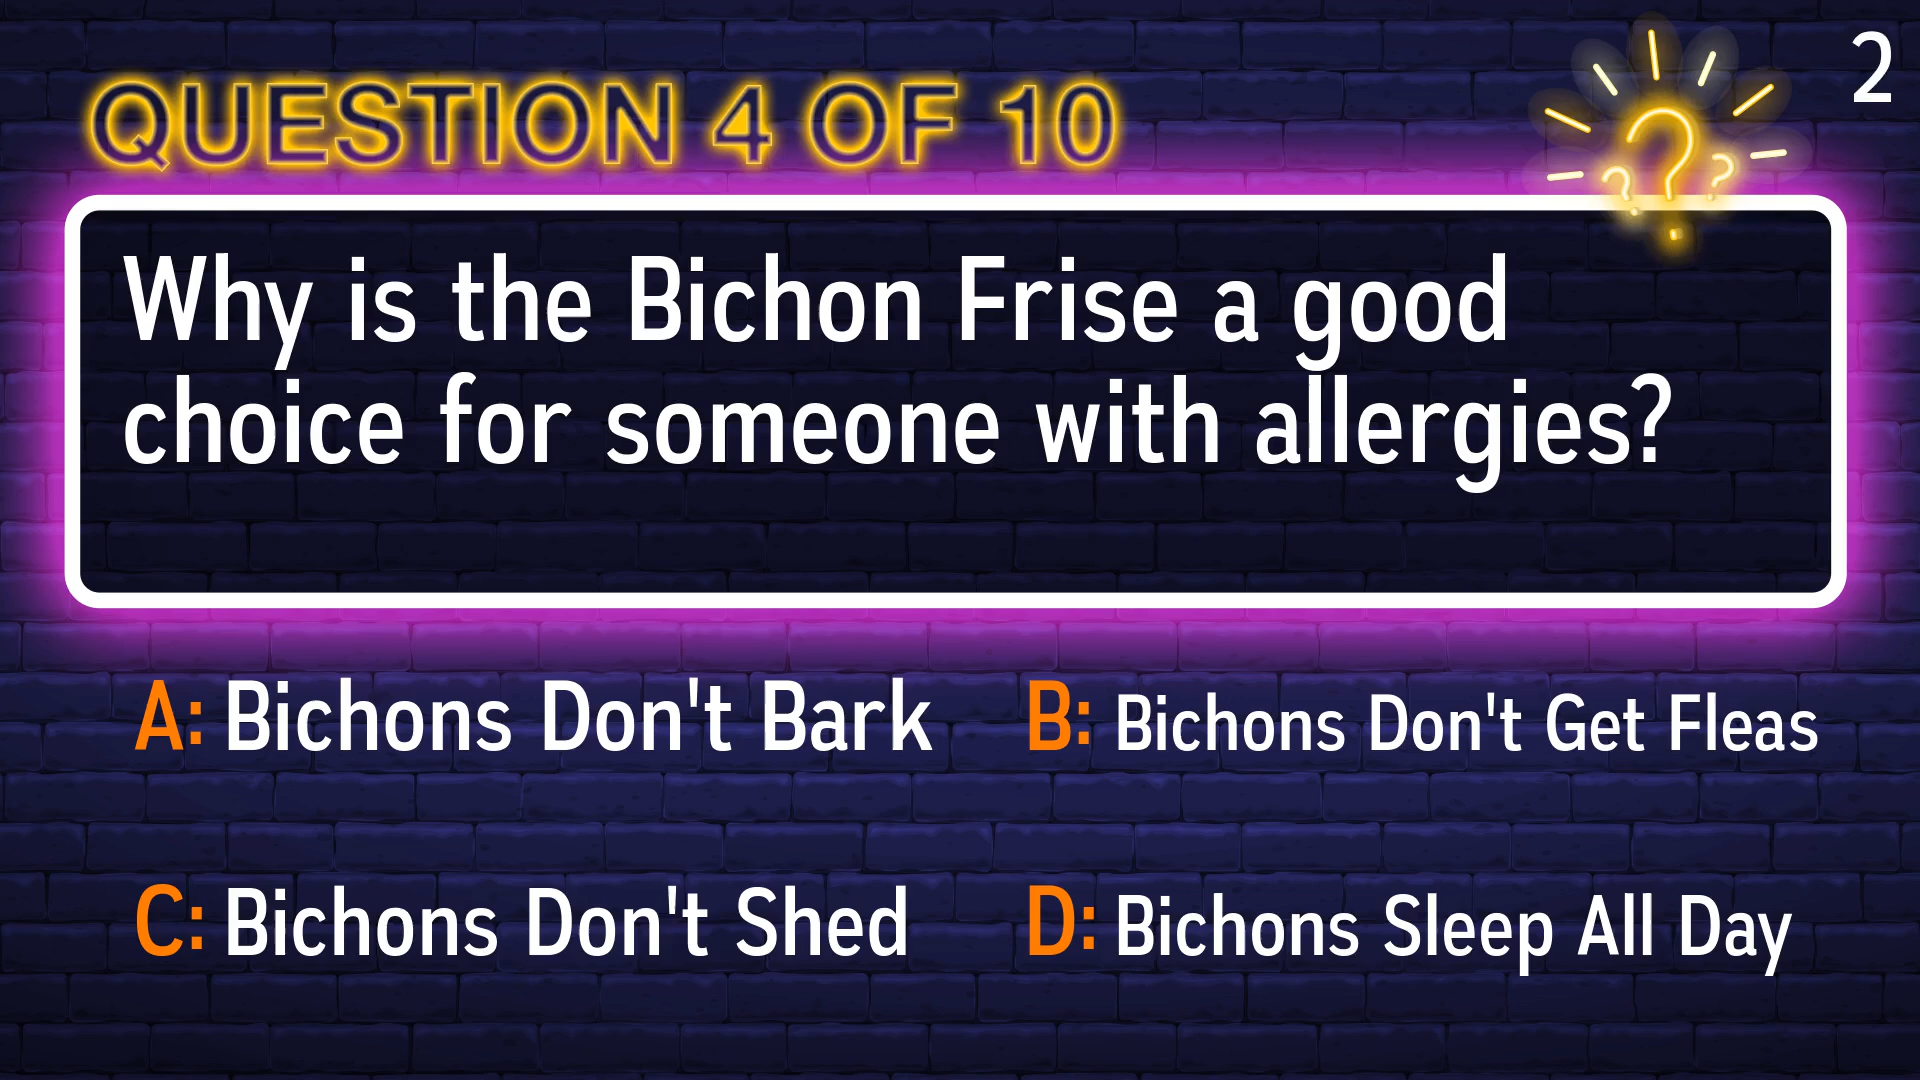 2
QUESTION 4 OF 10
Why is the Bichon Frise a good
choice for someone with allergies?
A: Bichons Don't Bark
B: Bichons Don't Get Fleas
C: Bichons Don't Shed
D: Bichons Sleep All Day